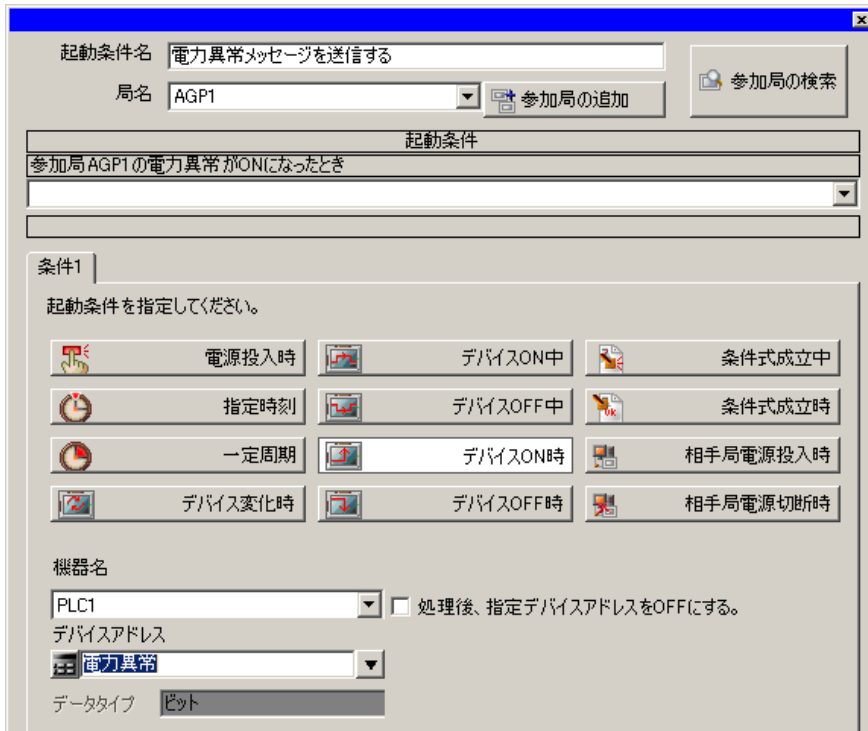 起動条件名 電力異常メッセージを送信する
参加局の検索
局名 AGP1 参加局の追加
起動条件
参加局AGP1の電力異常がONになったとき
条件1
起動条件を指定してください。
電源投入時 デバイスON中 条件式成立中
指定時刻 デバイスOFF中 条件式成立時
一定周期 デバイスON時 相手局電源投入時
デバイス変化時 デバイスOFF時 相手局電源切断時
機器名
PLC1 処理後、指定デバイスアドレスをOFFにする。
デバイスアドレス
電力異常
データタイプ ビット